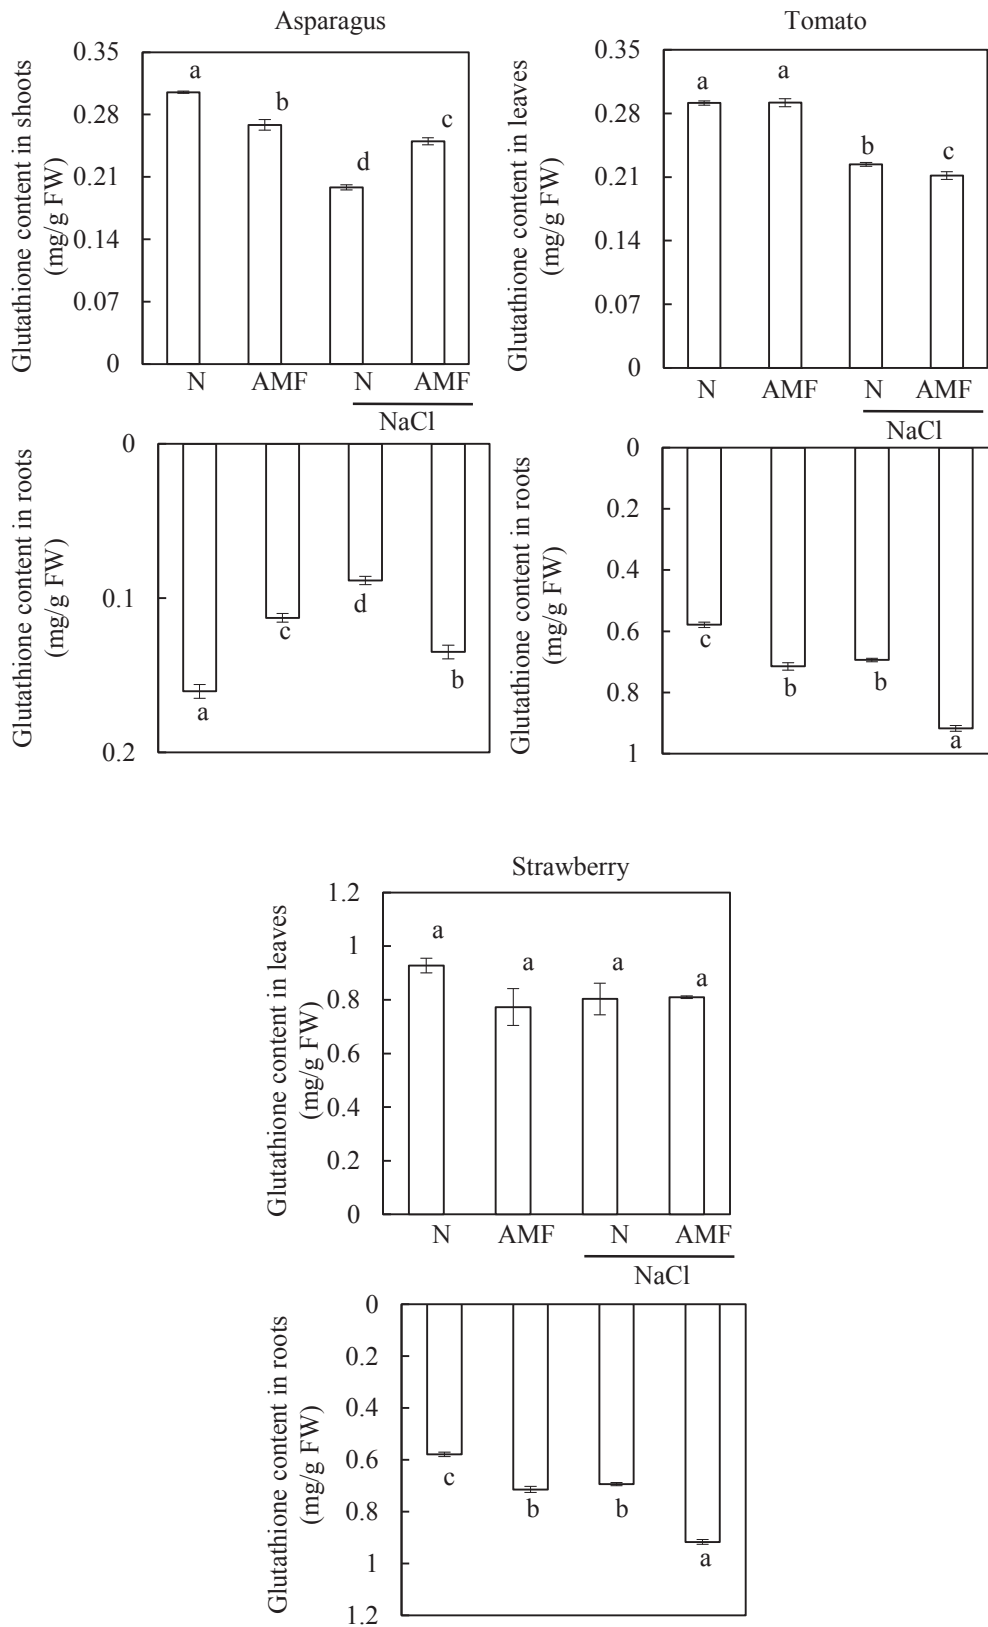 Asparagus
Glutathione content in shoots
(mg/g FW)
0.35
0.28
0.21
0.14
0.07
0
a
b
d
c
N AMF N AMF
NaCl
Glutathione content in roots
(mg/g FW)
0
0.1
0.2
a
c
d
b
Tomato
Glutathione content in leaves
(mg/g FW)
0.35
0.28
0.21
0.14
0.07
0
a
a
b
c
N AMF N AMF
NaCl
Glutathione content in roots
(mg/g FW)
0
0.2
0.4
0.6
0.8
1
c
b
b
a
Strawberry
Glutathione content in leaves
(mg/g FW)
1.2
1
0.8
0.6
0.4
0.2
0
a
a
a
a
N AMF N AMF
NaCl
Glutathione content in roots
(mg/g FW)
0
0.2
0.4
0.6
0.8
1
1.2
c
b
b
a